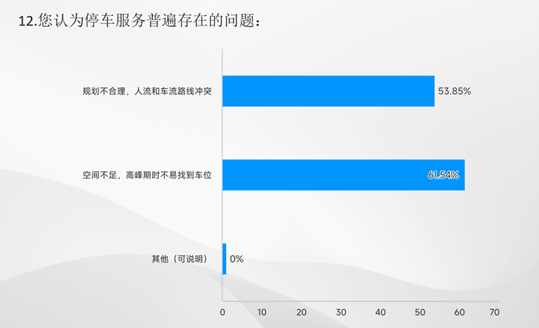 12.您认为停车服务普遍存在的问题：
规划不合理，人流和车流路线冲突
53.85%
空间不足，高峰期时不易找到车位
61.54%
其他（可说明）
0%
0 10 20 30 40 50 60 70